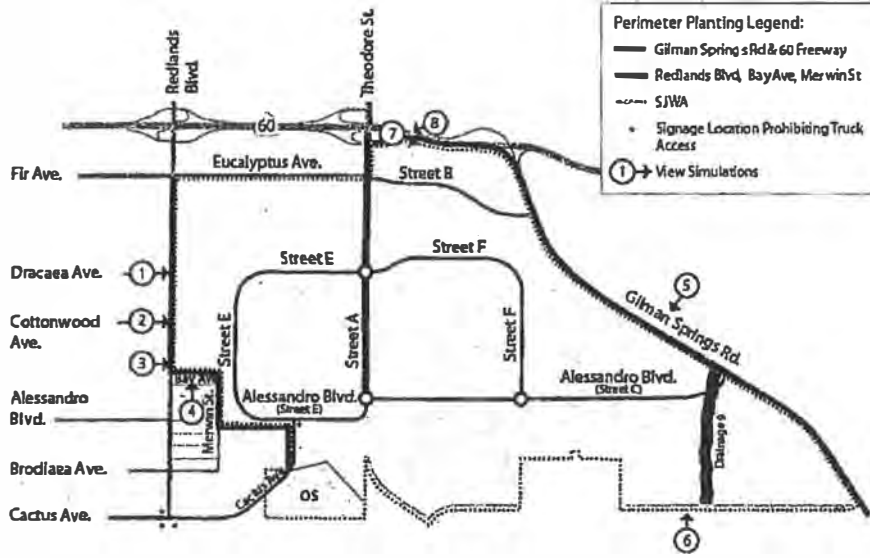 Perimeter Planting Legend:
Gilman Springs Rd & 60 Freeway
Redlands Blvd, Bay Ave, Merwin St
SJWA
Signage Location Prohibiting Truck
Access
1
View Simulations
Redlands
Blvd.
Theodore St.
60
7
8
Eucalyptus Ave.
Fir Ave.
Street B
Street E
Street F
Dracaea Ave.
1
5
Gilman Springs Rd.
Cottonwood
Ave.
2
Street E
Street A
Street F
3
Bay Ave
Alessandro
Blvd.
4
Merwin St.
Alessandro Blvd.
(Street E)
Alessandro Blvd.
(Street C)
Drainage 9
Brodiaea Ave.
Cactus Ave
OS
Cactus Ave.
6